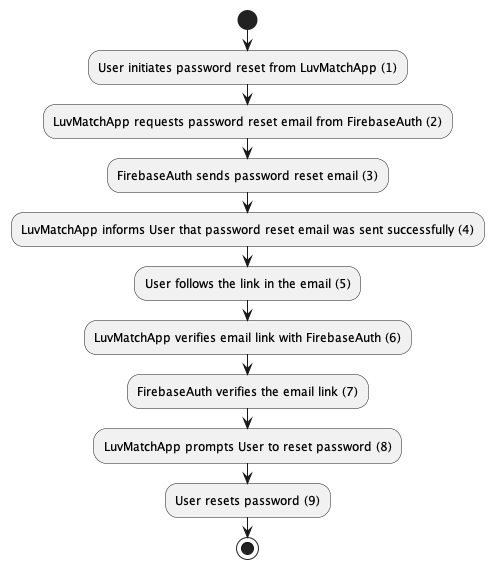 User initiates password reset from LuvMatchApp (1)
LuvMatchApp requests password reset email from FirebaseAuth (2)
FirebaseAuth sends password reset email (3)
LuvMatchApp informs User that password reset email was sent successfully (4)
User follows the link in the email (5)
LuvMatchApp verifies email link with FirebaseAuth (6)
FirebaseAuth verifies the email link (7)
LuvMatchApp prompts User to reset password (8)
User resets password (9)